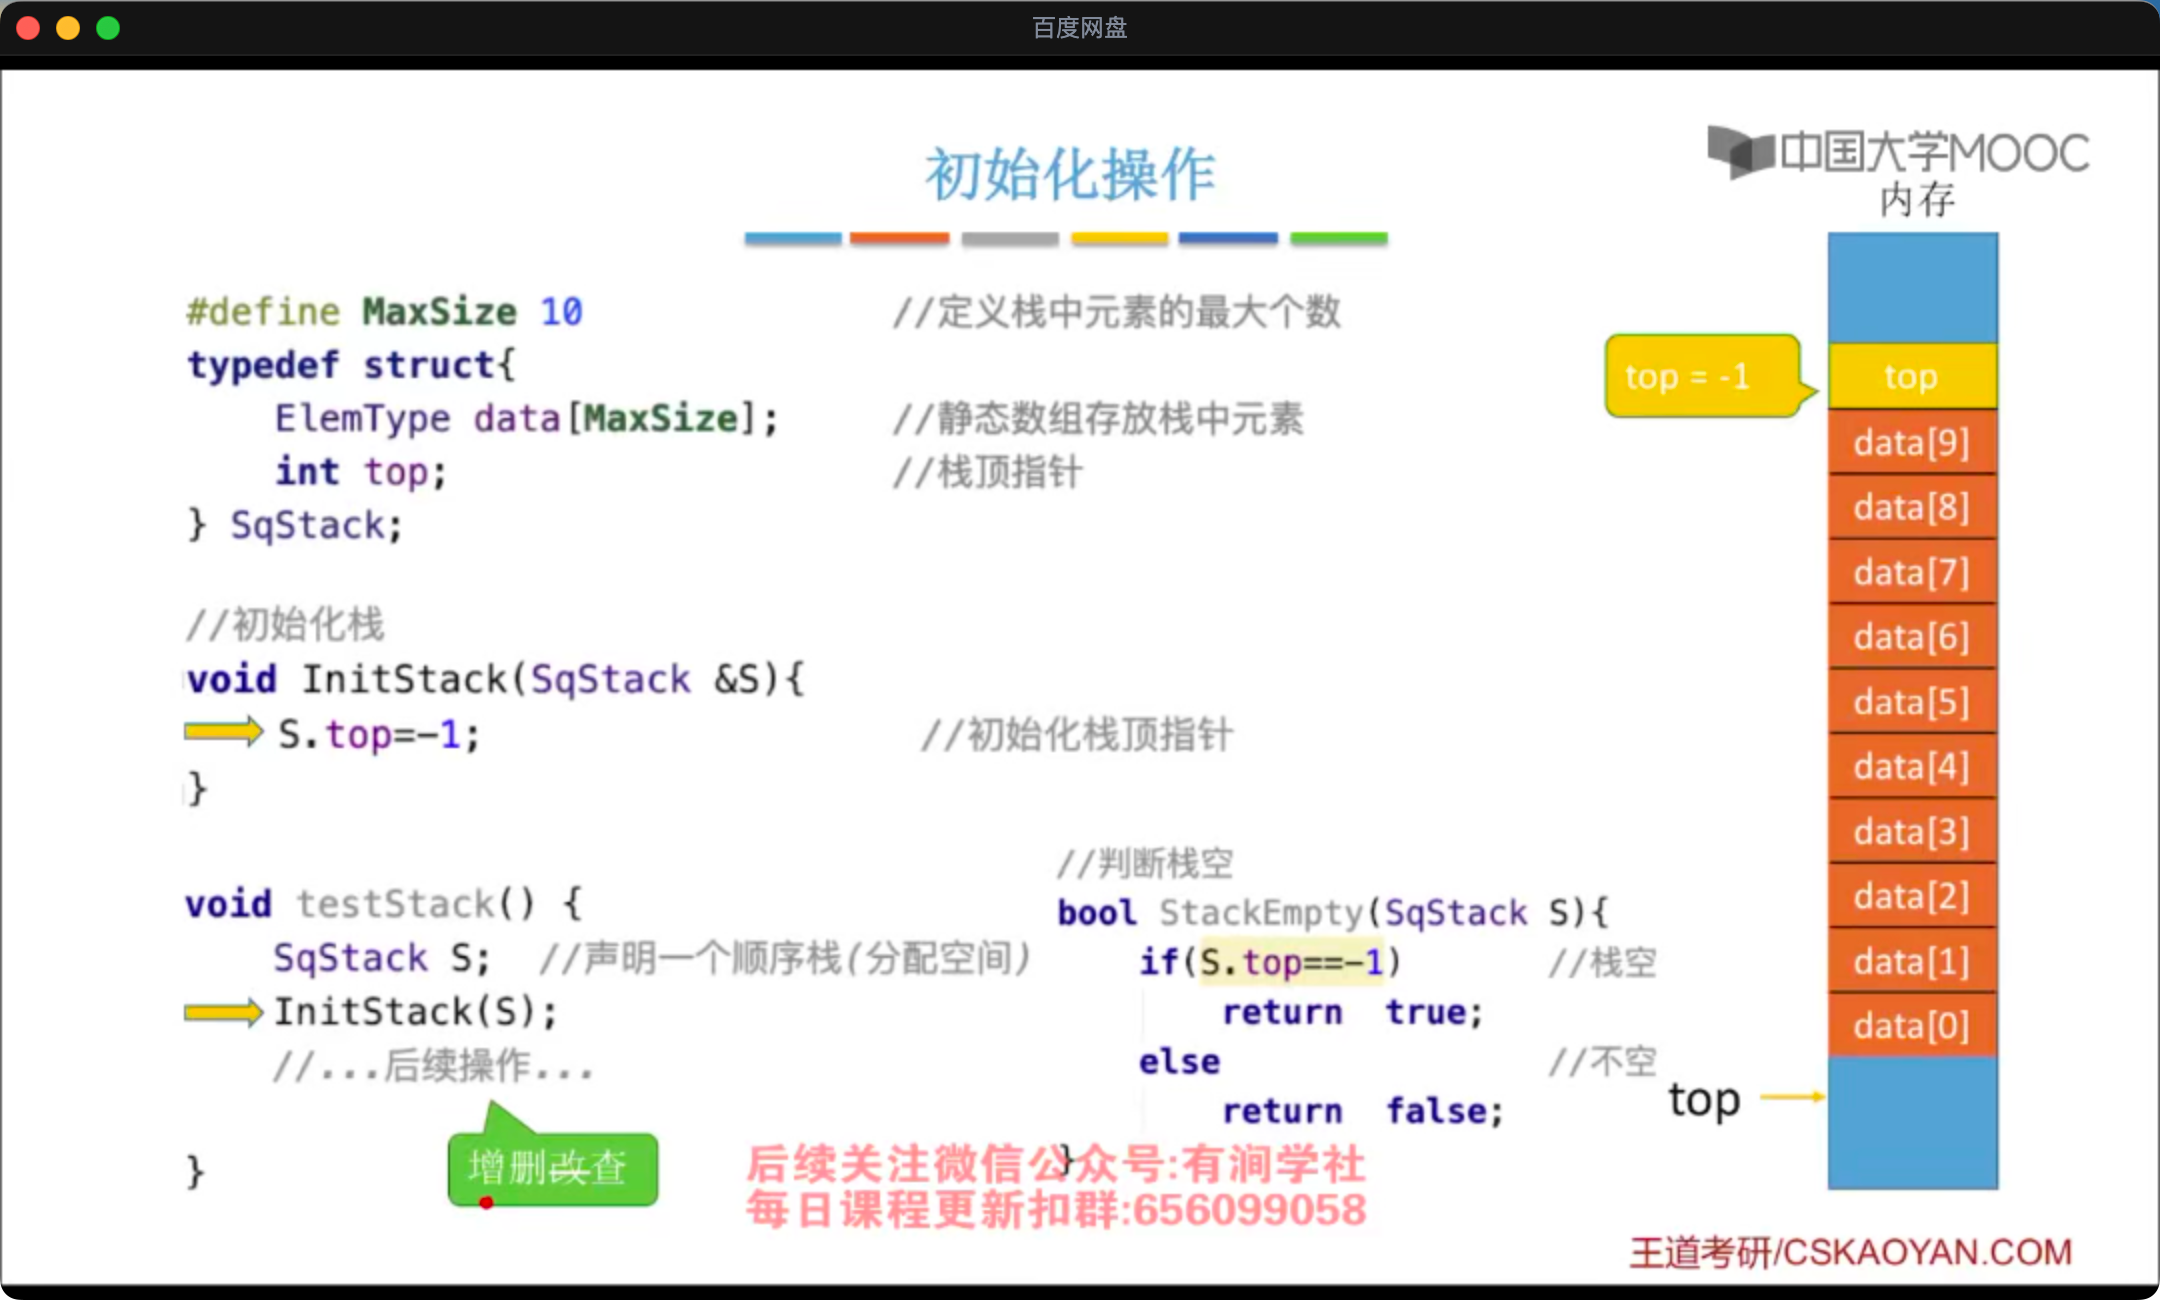 百度网盘
中国大学MOOC
初始化操作
内存
#define MaxSize 10 //定义栈中元素的最大个数
typedef struct{
ElemType data[MaxSize]; //静态数组存放栈中元素
int top; //栈顶指针
} SqStack;
//初始化栈
void InitStack(SqStack &S){
S.top=-1; //初始化栈顶指针
}
void testStack() {
SqStack S; //声明一个顺序栈(分配空间)
InitStack(S);
//...后续操作...
}
增删改查
//判断栈空
bool StackEmpty(SqStack S){
if(S.top==-1) //栈空
return true;
else //不空
return false;
}
top = -1
top
data[9]
data[8]
data[7]
data[6]
data[5]
data[4]
data[3]
data[2]
data[1]
data[0]
top
后续关注微信公众号:有涧学社
每日课程更新扣群:656099058
王道考研/CSKAOYAN.COM